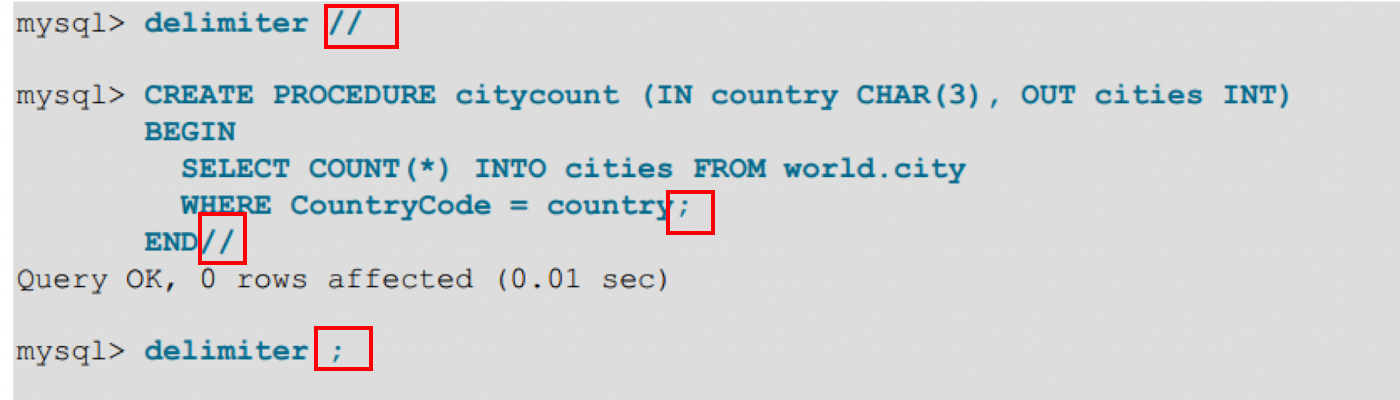 mysql> delimiter //
mysql> CREATE PROCEDURE citycount (IN country CHAR(3), OUT cities INT)
BEGIN
SELECT COUNT(*) INTO cities FROM world.city
WHERE CountryCode = country;
END//
Query OK, 0 rows affected (0.01 sec)
mysql> delimiter ;